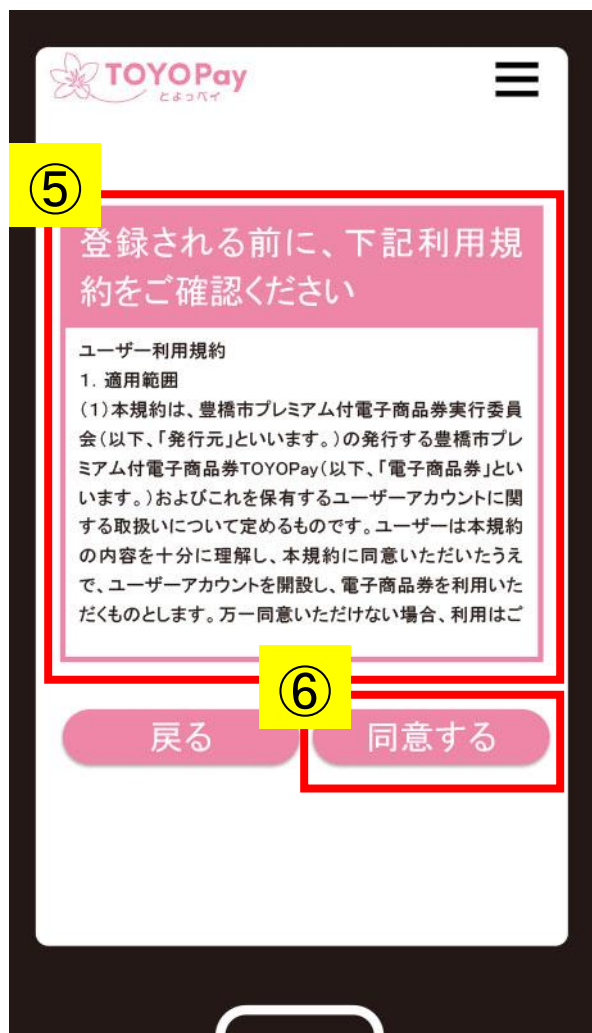 TOYOPay
とよっペイ
⑤
登録される前に、下記利用規
約をご確認ください
ユーザー利用規約
1. 適用範囲
(1)本規約は、豊橋市プレミアム付電子商品券実行委員
会(以下、「発行元」といいます。)の発行する豊橋市プレ
ミアム付電子商品券TOYOPay(以下、「電子商品券」とい
います。)およびこれを保有するユーザーアカウントに関
する取扱いについて定めるものです。ユーザーは本規約
の内容を十分に理解し、本規約に同意いただいたうえ
で、ユーザーアカウントを開設し、電子商品券を利用いた
だくものとします。万一同意いただけない場合、利用はご
⑥
戻る
同意する